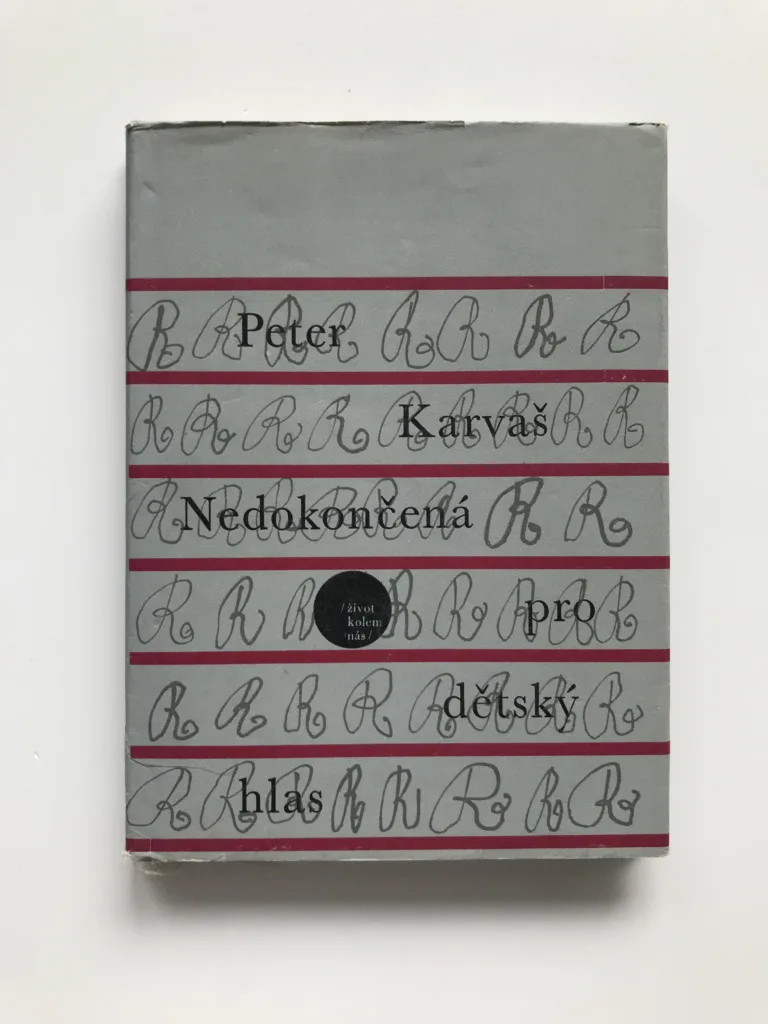 R R R R R R R R
Peter
R R R R R R R R R R
Karvaš
R R R R R R R R R
Nedokončená
R R R R R R R R R
/život
kolem
nás/
pro
R R R R R R R R R
dětský
R R R R R R R R
hlas